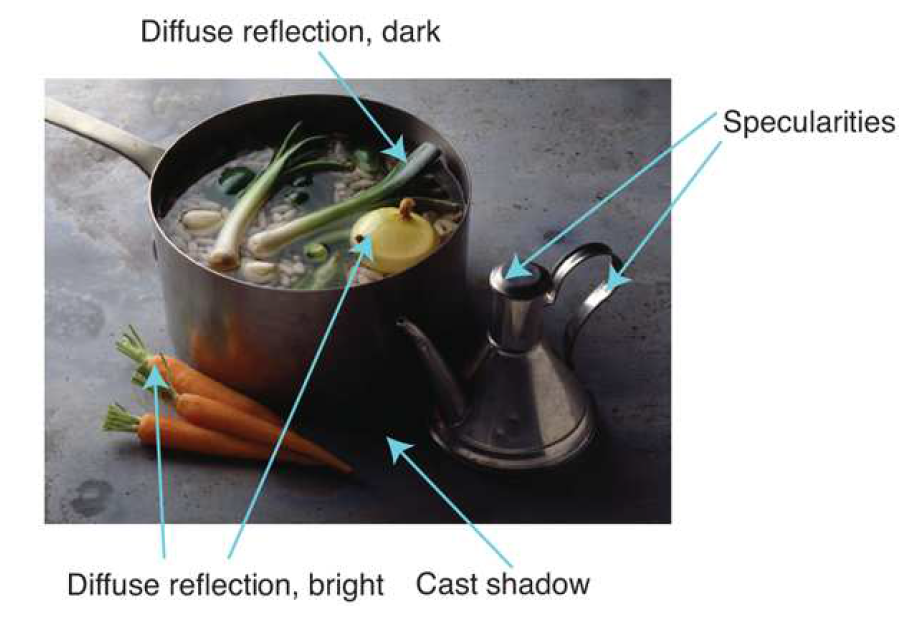 Diffuse reflection, dark
Specularities
Diffuse reflection, bright
Cast shadow